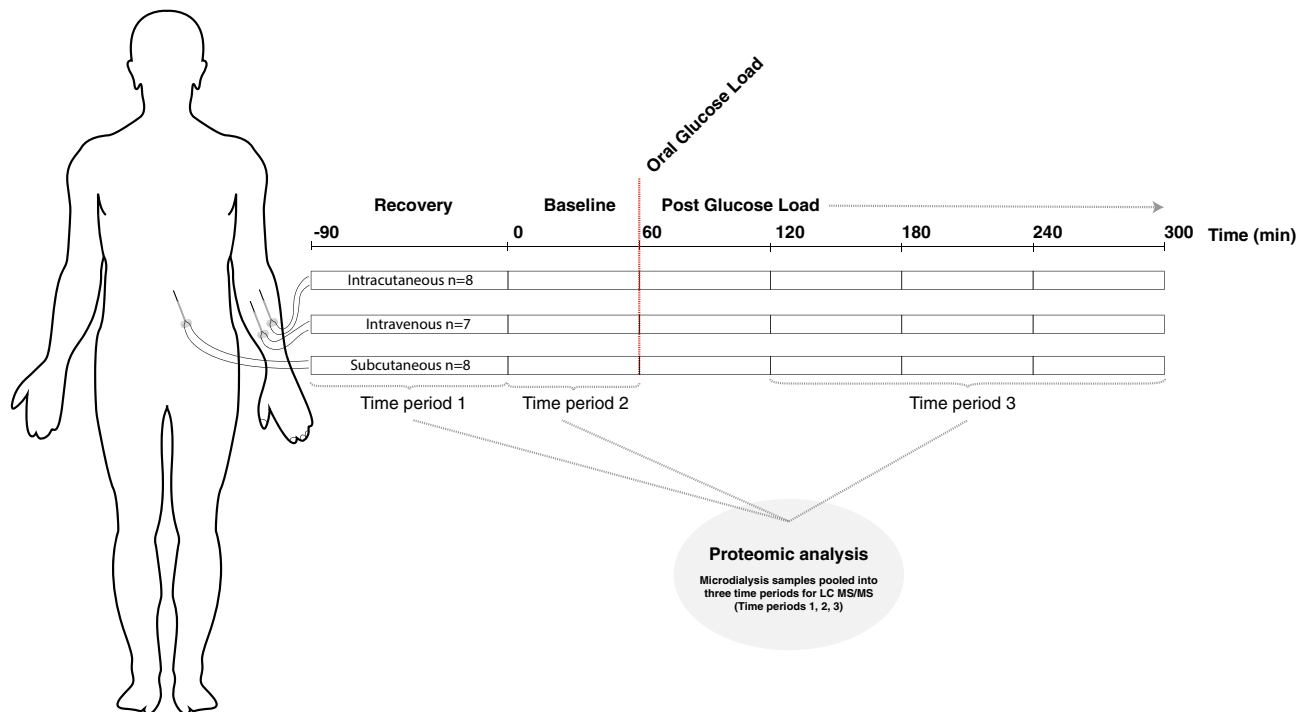 Oral Glucose Load
Recovery
Baseline
Post Glucose Load
-90
0
60
120
180
240
300
Time (min)
Intracutaneous n=8
Intravenous n=7
Subcutaneous n=8
Time period 1
Time period 2
Time period 3
Proteomic analysis
Microdialysis samples pooled into
three time periods for LC MS/MS
(Time periods 1, 2, 3)